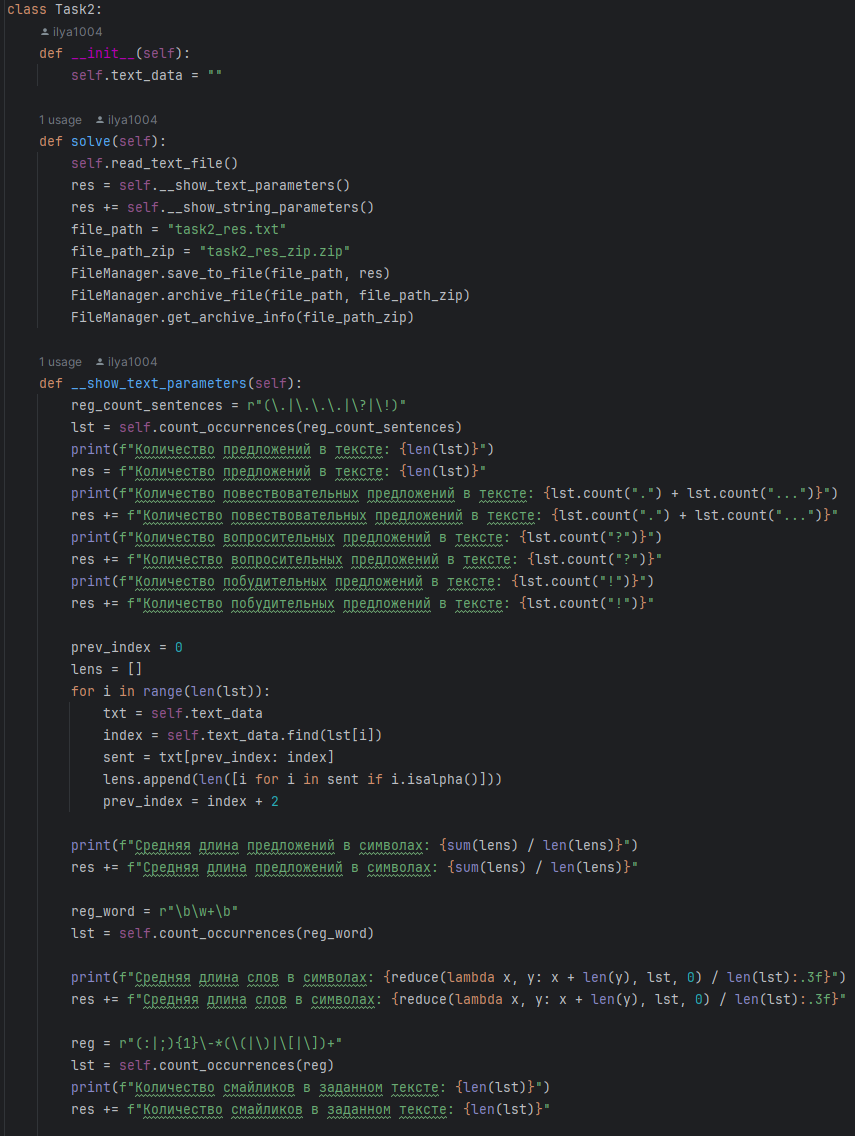 class Task2:
ilya1004
def __init__(self):
self.text_data = ""
1 usage ilya1004
def solve(self):
self.read_text_file()
res = self.__show_text_parameters()
res += self.__show_string_parameters()
file_path = "task2_res.txt"
file_path_zip = "task2_res_zip.zip"
FileManager.save_to_file(file_path, res)
FileManager.archive_file(file_path, file_path_zip)
FileManager.get_archive_info(file_path_zip)
1 usage ilya1004
def __show_text_parameters(self):
reg_count_sentences = r"(\.|\.\.\.|\?|\!)"
lst = self.count_occurrences(reg_count_sentences)
print(f"Количество предложений в тексте: {len(lst)}")
res = f"Количество предложений в тексте: {len(lst)}"
print(f"Количество повествовательных предложений в тексте: {lst.count(".") + lst.count("...")}")
res += f"Количество повествовательных предложений в тексте: {lst.count(".") + lst.count("...")}"
print(f"Количество вопросительных предложений в тексте: {lst.count("?")}")
res += f"Количество вопросительных предложений в тексте: {lst.count("?")}"
print(f"Количество побудительных предложений в тексте: {lst.count("!")}")
res += f"Количество побудительных предложений в тексте: {lst.count("!")}"
prev_index = 0
lens = []
for i in range(len(lst)):
txt = self.text_data
index = self.text_data.find(lst[i])
sent = txt[prev_index: index]
lens.append(len([i for i in sent if i.isalpha()]))
prev_index = index + 2
print(f"Средняя длина предложений в символах: {sum(lens) / len(lens)}")
res += f"Средняя длина предложений в символах: {sum(lens) / len(lens)}"
reg_word = r"\b\w+\b"
lst = self.count_occurrences(reg_word)
print(f"Средняя длина слов в символах: {reduce(lambda x, y: x + len(y), lst, 0) / len(lst):.3f}")
res += f"Средняя длина слов в символах: {reduce(lambda x, y: x + len(y), lst, 0) / len(lst):.3f}"
reg = r"(:|;){1}\-*(\(|\)|\[|\])+"
lst = self.count_occurrences(reg)
print(f"Количество смайликов в заданном тексте: {len(lst)}")
res += f"Количество смайликов в заданном тексте: {len(lst)}"